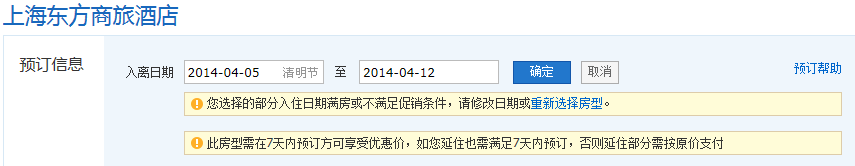 上海东方商旅酒店
预订信息
入离日期 2014-04-05 清明节 至 2014-04-12 确定 取消 预订帮助
您选择的部分入住日期满房或不满足促销条件，请修改日期或重新选择房型。
此房型需在7天内预订方可享受优惠价，如您延住也需满足7天内预订，否则延住部分需按原价支付